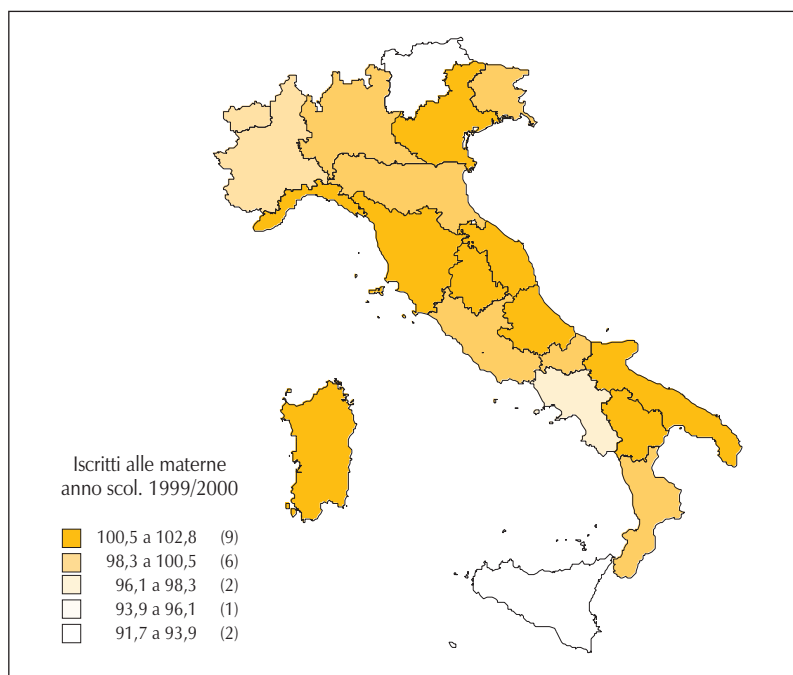 Iscritti alle materne
anno scol. 1999/2000
100,5 a 102,8 (9)
98,3 a 100,5 (6)
96,1 a 98,3 (2)
93,9 a 96,1 (1)
91,7 a 93,9 (2)